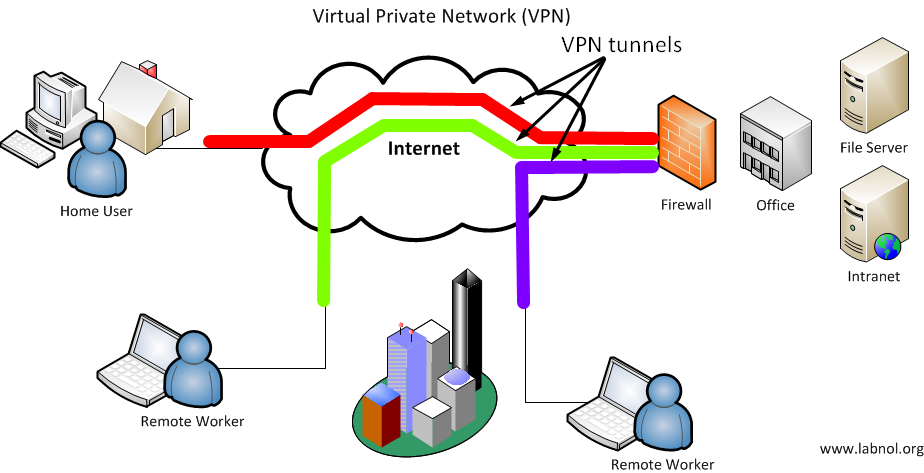 Virtual Private Network (VPN)
VPN tunnels
Internet
Home User
Firewall
Office
File Server
Intranet
Remote Worker
Remote Worker
www.labnol.org